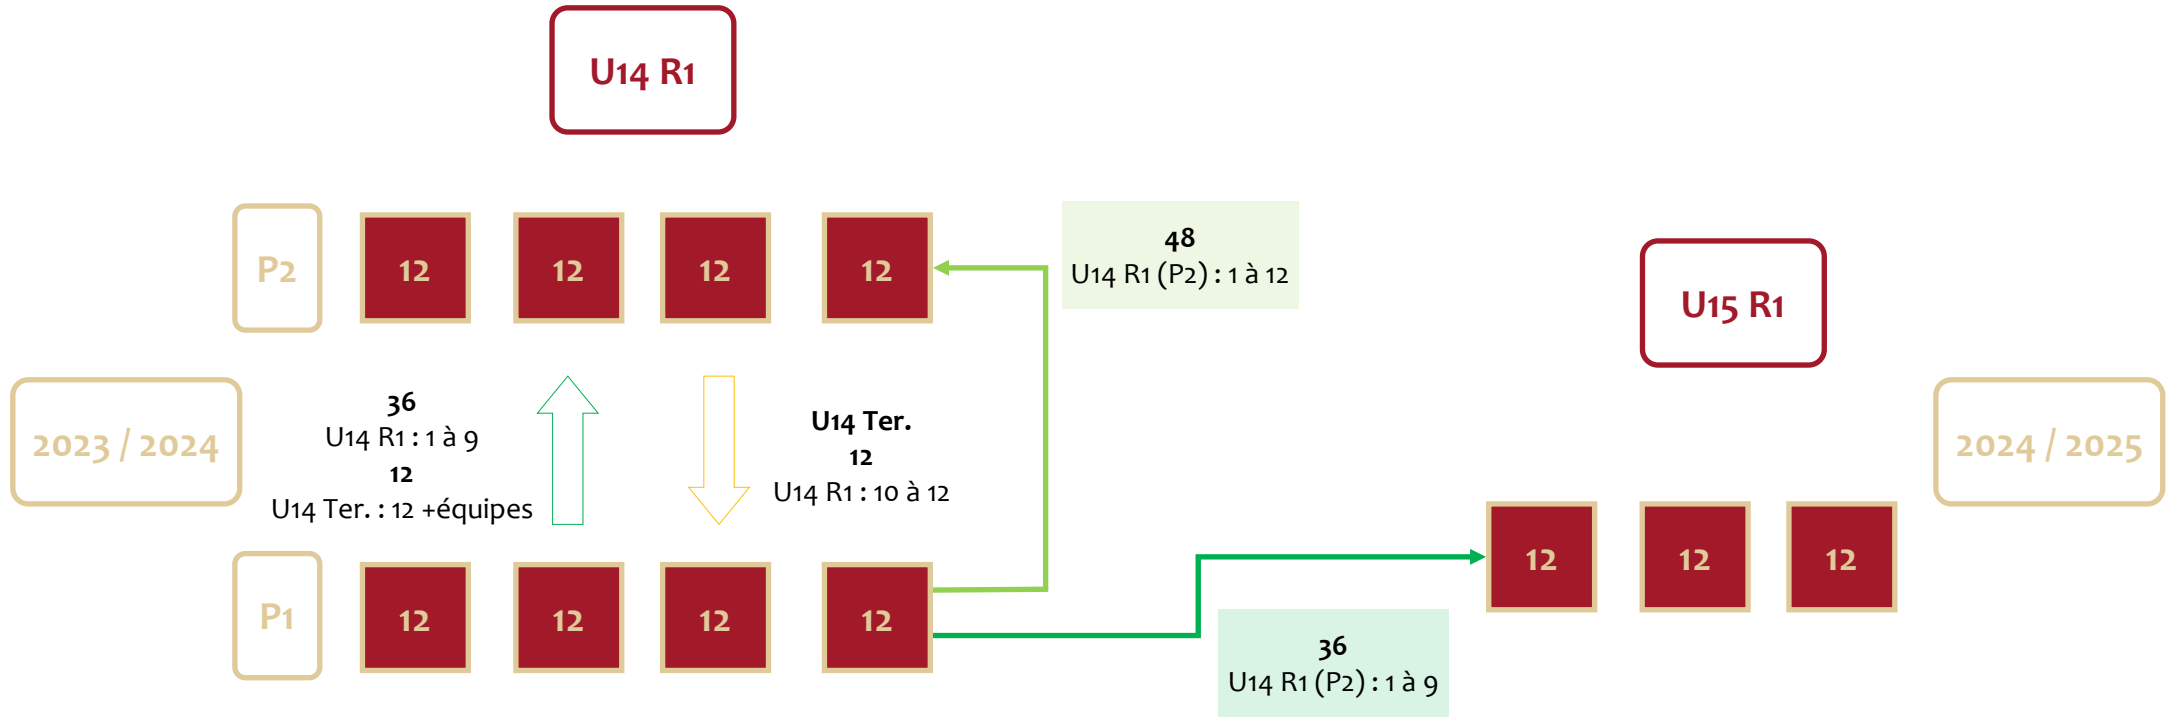 U14 R1
P2
12
12
12
12
48
U14 R1 (P2) : 1 à 12
U15 R1
2023 / 2024
36
U14 R1 : 1 à 9
12
U14 Ter. : 12 +équipes
U14 Ter.
12
U14 R1 : 10 à 12
2024 / 2025
P1
12
12
12
12
12
12
12
36
U14 R1 (P2) : 1 à 9